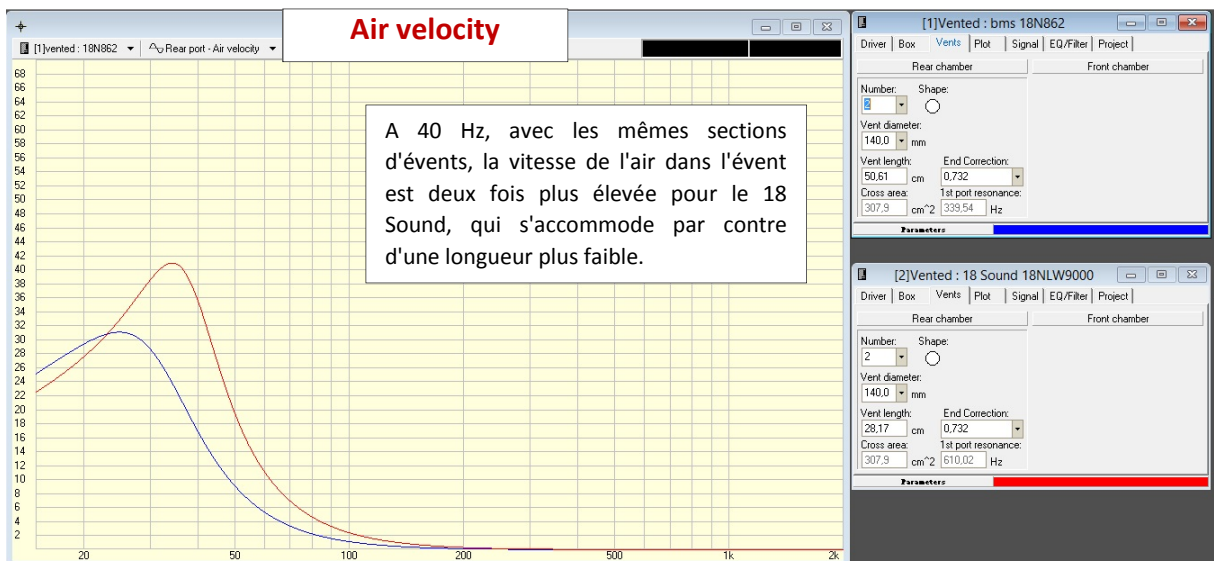 Air velocity
[1]vented : 18N862
Rear port - Air velocity
68
66
64
62
60
58
56
54
52
50
48
46
44
42
40
38
36
34
32
30
28
26
24
22
20
18
16
14
12
10
8
6
4
2
20
50
100
200
500
1k
2k
A 40 Hz, avec les mêmes sections
d'évents, la vitesse de l'air dans l'évent
est deux fois plus élevée pour le 18
Sound, qui s'accommode par contre
d'une longueur plus faible.
[1]Vented : bms 18N862
Driver Box Vents Plot Signal EQ/Filter Project
Rear chamber Front chamber
Number: Shape:
2
Vent diameter:
140,0 mm
Vent length: End Correction:
50,61 cm 0,732
Cross area: 1st port resonance:
307,9 cm^2 339,54 Hz
Parameters
[2]Vented : 18 Sound 18NLW9000
Driver Box Vents Plot Signal EQ/Filter Project
Rear chamber Front chamber
Number: Shape:
2
Vent diameter:
140,0 mm
Vent length: End Correction:
28,17 cm 0,732
Cross area: 1st port resonance:
307,9 cm^2 610,02 Hz
Parameters